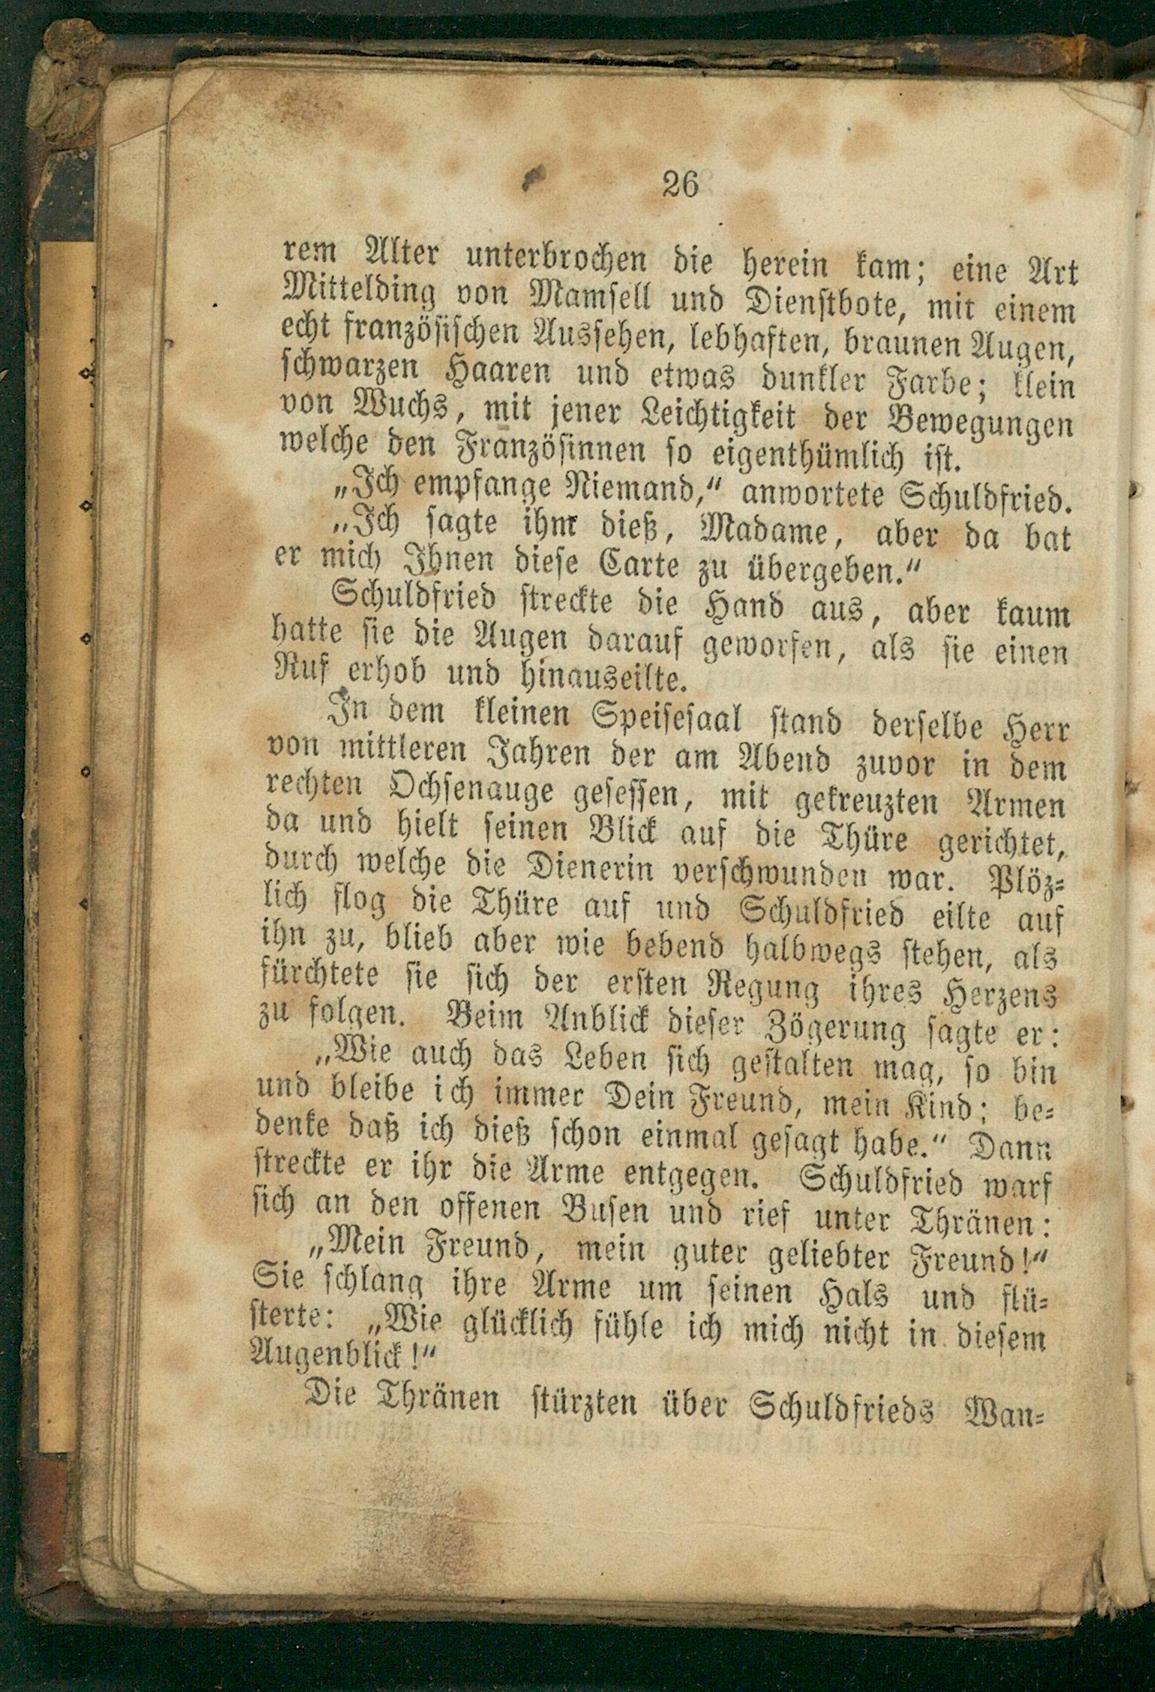 26
rem Alter unterbrochen die herein kam; eine Art
Mittelding von Mamsell und Dienstbote, mit einem
echt französischen Aussehen, lebhaften, braunen Augen,
schwarzen Haaren und etwas dunkler Farbe; klein
von Wuchs, mit jener Leichtigkeit der Bewegungen
welche den Französinnen so eigenthümlich ist.
„Ich empfange Niemand,“ anwortete Schuldfried.
„Ich sagte ihm dieß, Madame, aber da bat
er mich Ihnen diese Carte zu übergeben.“
Schuldfried streckte die Hand aus, aber kaum
hatte sie die Augen darauf geworfen, als sie einen
Ruf erhob und hinauseilte.
In dem kleinen Speisesaal stand derselbe Herr
von mittleren Jahren der am Abend zuvor in dem
rechten Ochsenauge gesessen, mit gekreuzten Armen
da und hielt seinen Blick auf die Thüre gerichtet,
durch welche die Dienerin verschwunden war. Plöz-
lich flog die Thüre auf und Schuldfried eilte auf
ihn zu, blieb aber wie bebend halbwegs stehen, als
fürchtete sie sich der ersten Regung ihres Herzens
zu folgen. Beim Anblick dieser Zögerung sagte er:
„Wie auch das Leben sich gestalten mag, so bin
und bleibe ich immer Dein Freund, mein Kind; be-
denke daß ich dieß schon einmal gesagt habe.“ Dann
streckte er ihr die Arme entgegen. Schuldfried warf
sich an den offenen Busen und rief unter Thränen:
„Mein Freund, mein guter geliebter Freund!“
Sie schlang ihre Arme um seinen Hals und flü-
sterte: „Wie glücklich fühle ich mich nicht in diesem
Augenblick!“
Die Thränen stürzten über Schuldfrieds Wan-